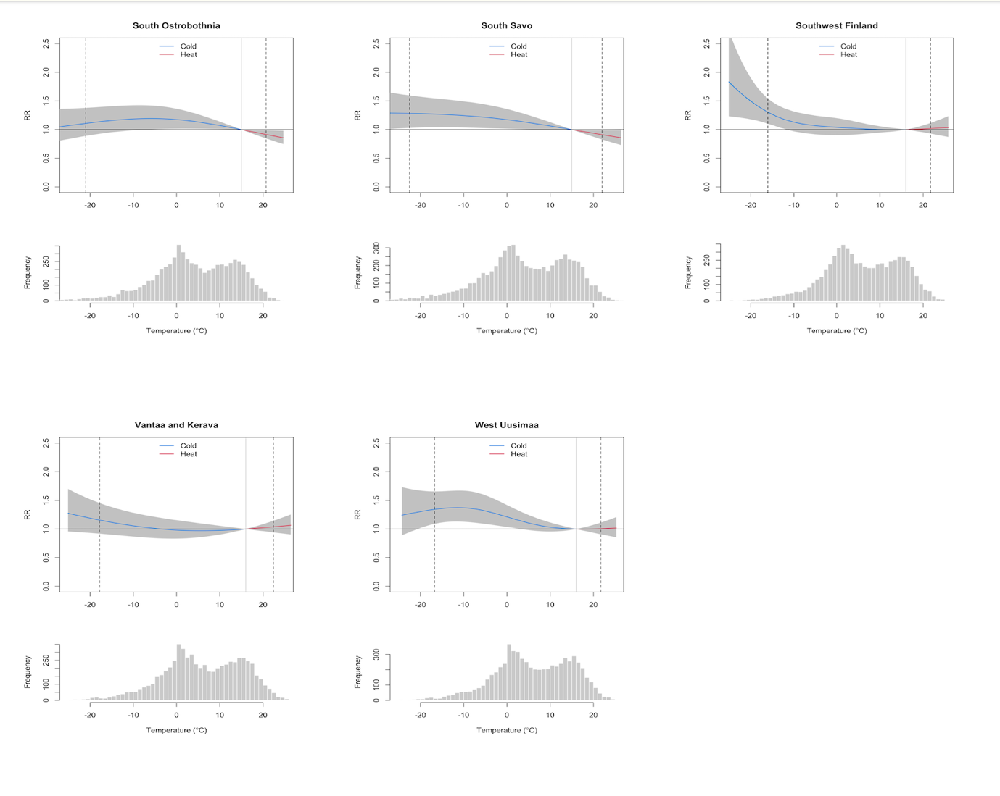 South Ostrobothnia
Cold
Heat
RR
0.0 0.5 1.0 1.5 2.0 2.5
-20 -10 0 10 20
Frequency
0 100 250
-20 -10 0 10 20
Temperature (°C)
South Savo
Cold
Heat
RR
0.0 0.5 1.0 1.5 2.0 2.5
-20 -10 0 10 20
Frequency
0 100 200 300
-20 -10 0 10 20
Temperature (°C)
Southwest Finland
Cold
Heat
RR
0.0 0.5 1.0 1.5 2.0 2.5
-20 -10 0 10 20
Frequency
0 100 250
-20 -10 0 10 20
Temperature (°C)
Vantaa and Kerava
Cold
Heat
RR
0.0 0.5 1.0 1.5 2.0 2.5
-20 -10 0 10 20
Frequency
0 100 250
-20 -10 0 10 20
Temperature (°C)
West Uusimaa
Cold
Heat
RR
0.0 0.5 1.0 1.5 2.0 2.5
-20 -10 0 10 20
Frequency
0 100 300
-20 -10 0 10 20
Temperature (°C)